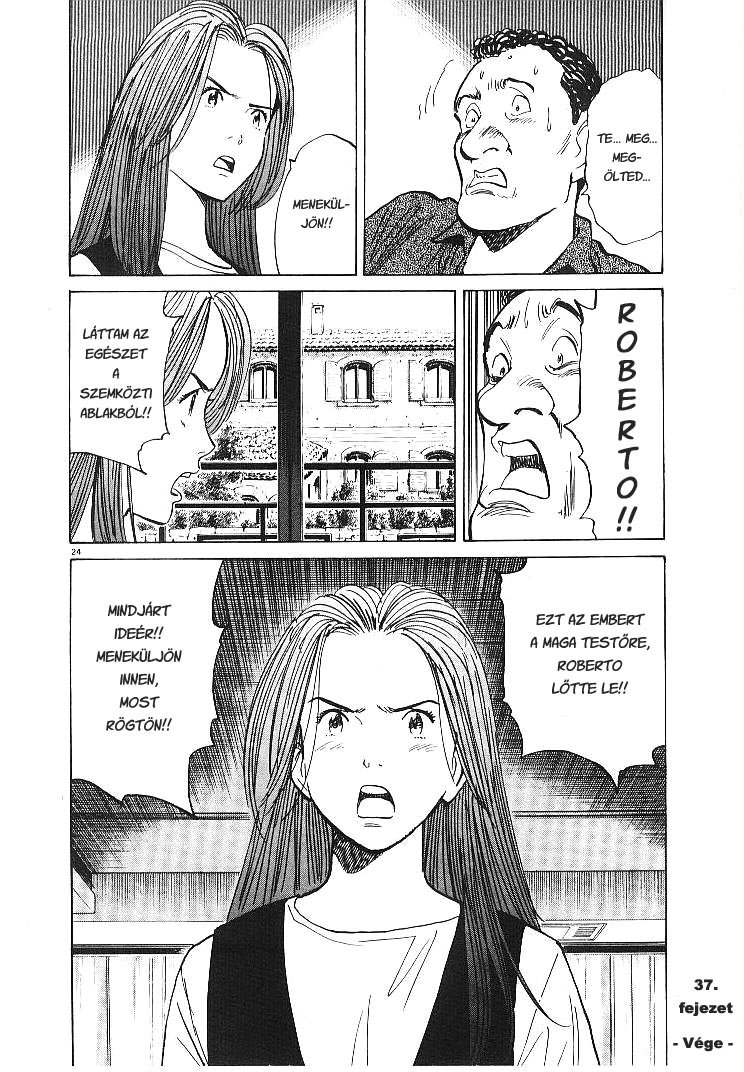 TE... MEG...
MEG-
ÖLTED...
MENEKÜL-
JÖN!!
ROBERTO!!
LÁTTAM AZ
EGÉSZET
A
SZEMKÖZTI
ABLAKBÓL!!
24
EZT AZ EMBERT
A MAGA TESTŐRE,
ROBERTO
LŐTTE LE!!
MINDJÁRT
IDEÉR!!
MENEKÜLJÖN
INNEN,
MOST
RÖGTÖN!!
37.
fejezet
- Vége -